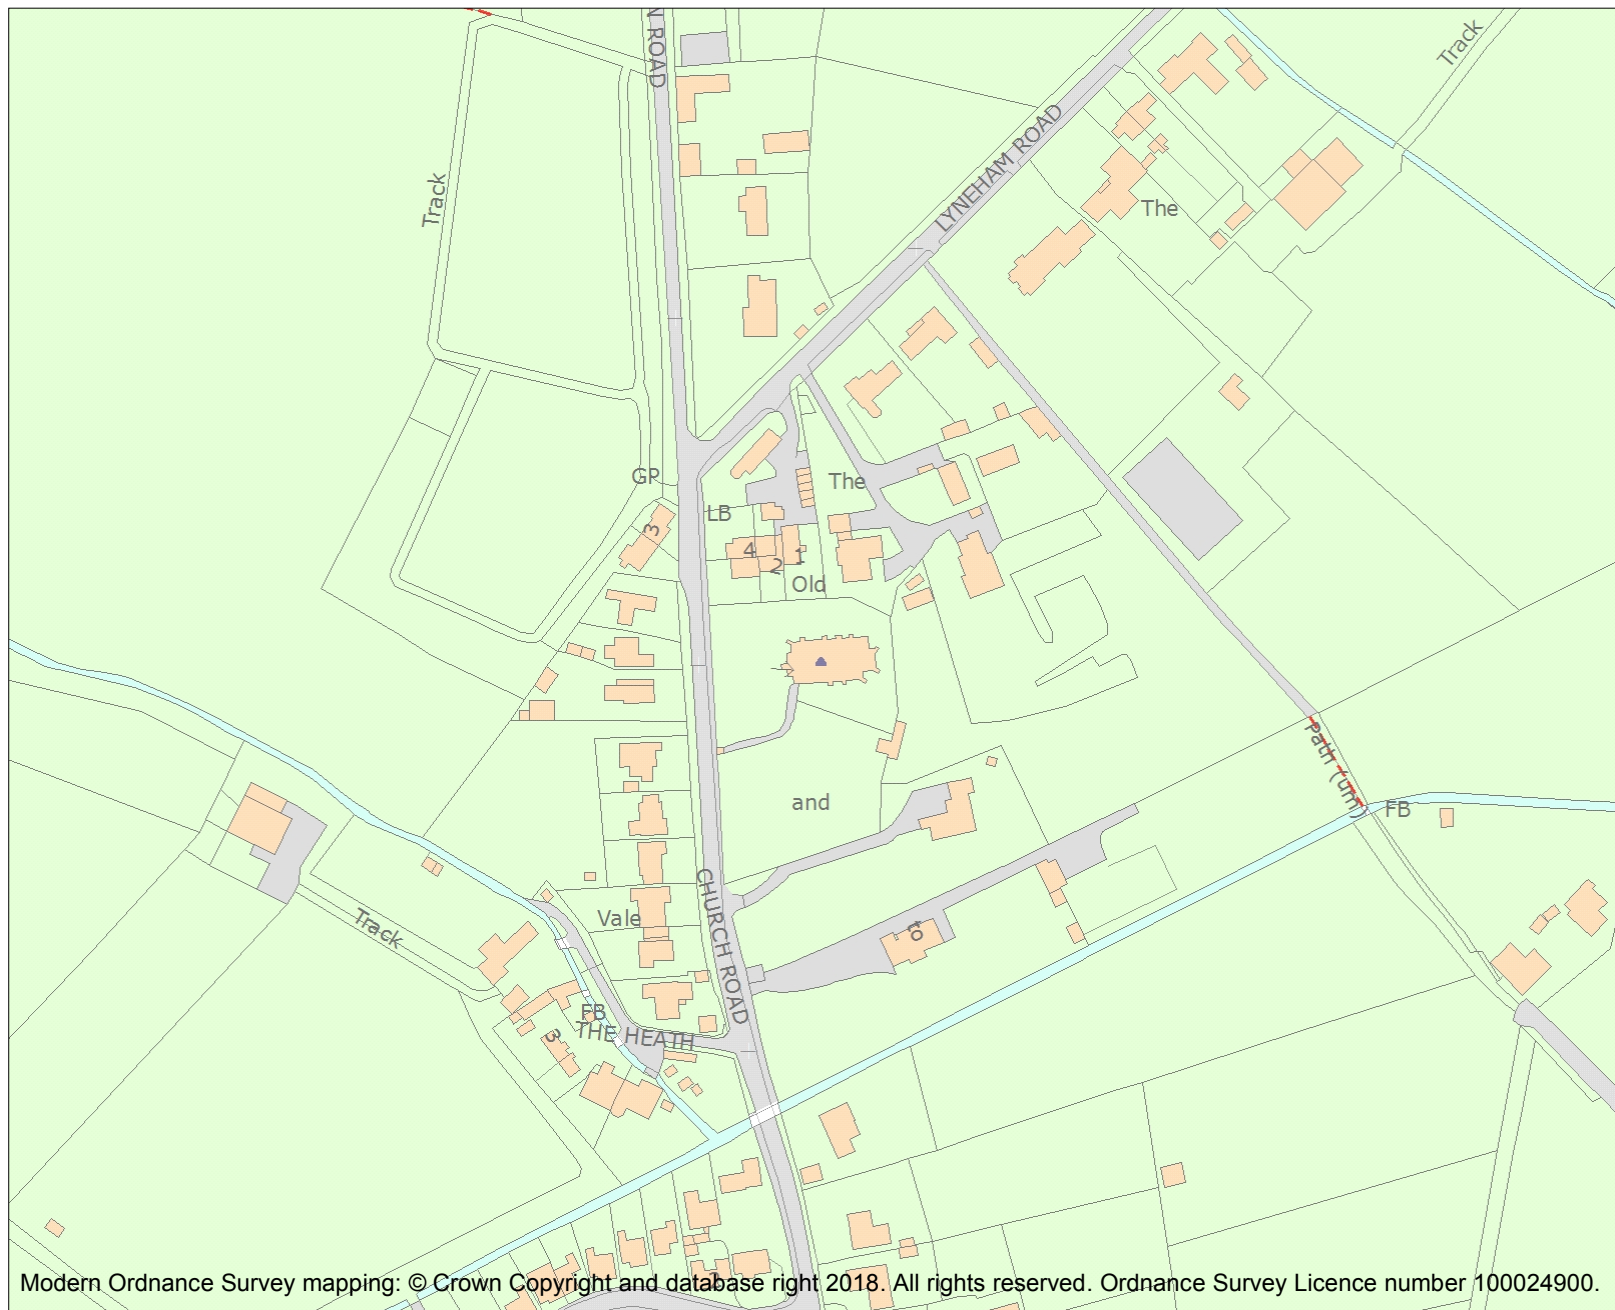 N ROAD
Track
Track
LYNEHAM ROAD
The
GP
The
LB
3
4
2
1
Old
Path (um)
FB
and
CHURCH ROAD
Vale
to
Track
FB
THE HEATH
3
Modern Ordnance Survey mapping: © Crown Copyright and database right 2018. All rights reserved. Ordnance Survey Licence number 100024900.